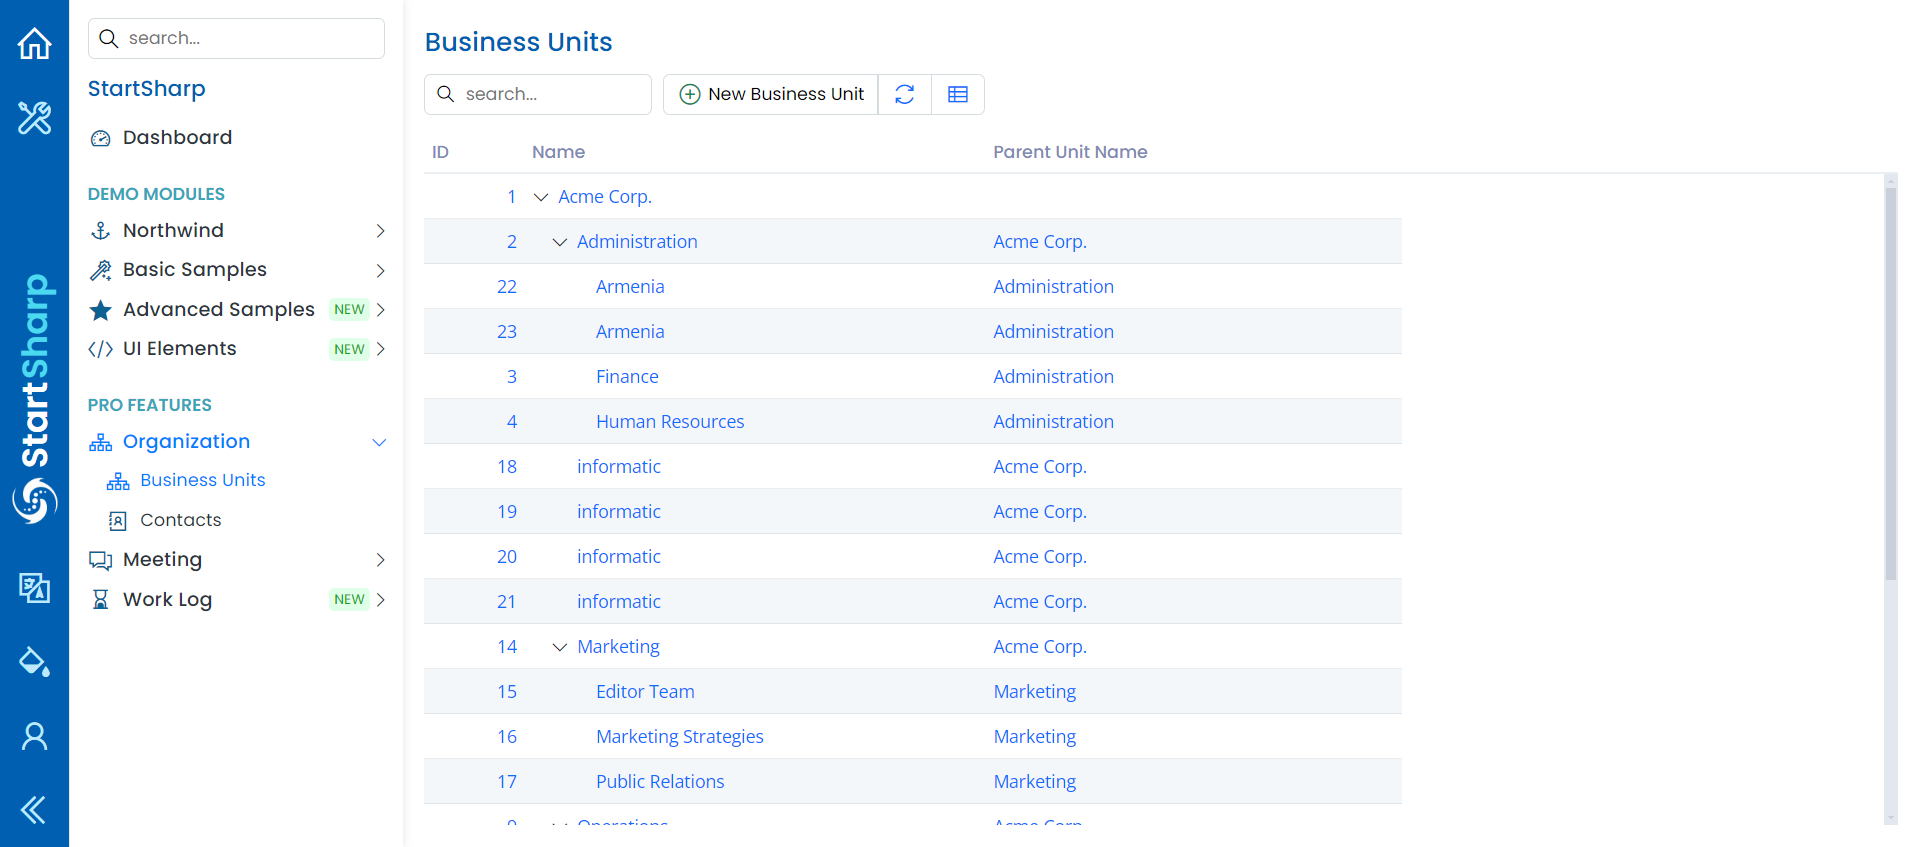 StartSharp
search...
StartSharp
Dashboard
DEMO MODULES
Northwind
Basic Samples
Advanced Samples NEW
UI Elements NEW
PRO FEATURES
Organization
Business Units
Contacts
Meeting
Work Log NEW
Business Units
search... New Business Unit
ID Name Parent Unit Name
1 Acme Corp.
2 Administration Acme Corp.
22 Armenia Administration
23 Armenia Administration
3 Finance Administration
4 Human Resources Administration
18 informatic Acme Corp.
19 informatic Acme Corp.
20 informatic Acme Corp.
21 informatic Acme Corp.
14 Marketing Acme Corp.
15 Editor Team Marketing
16 Marketing Strategies Marketing
17 Public Relations Marketing
Operations Acme Corp.